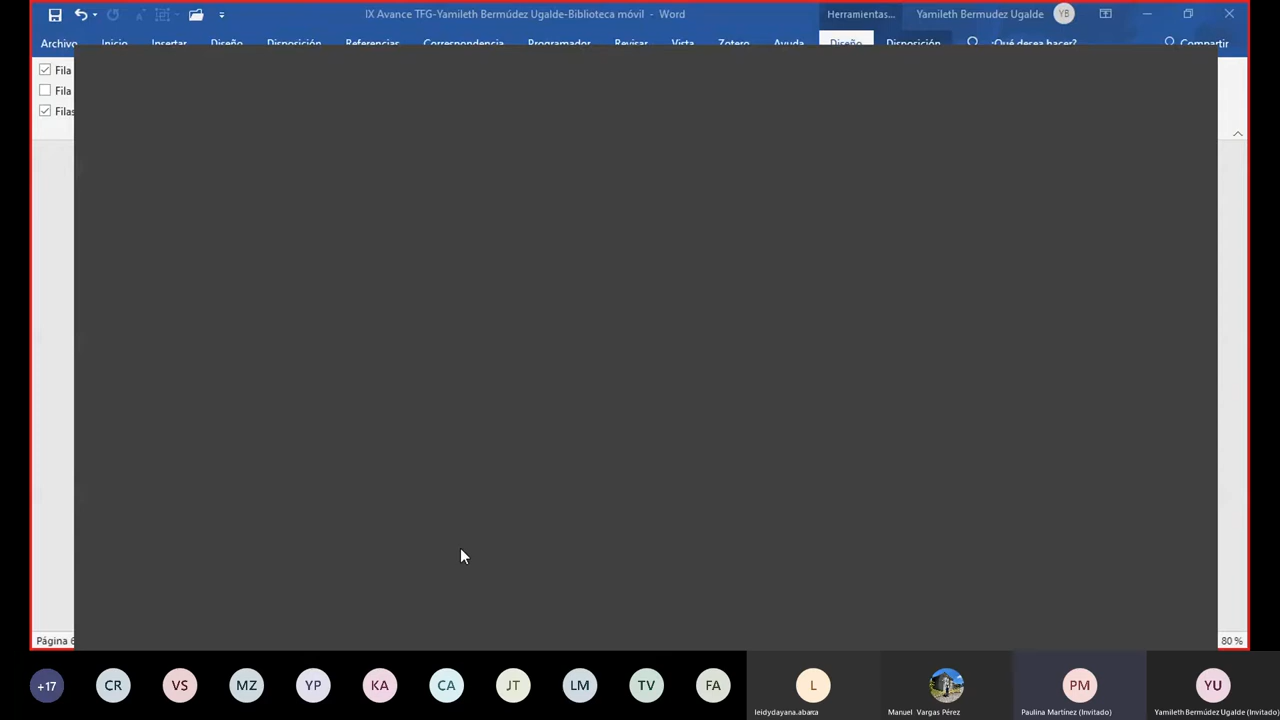 IX Avance TFG-Yamileth Bermúdez Ugalde-Biblioteca móvil - Word
Herramientas...
Yamileth Bermudez Ugalde
YB
Archivo Inicio Insertar Diseño Disposición Referencias Correspondencia Programador Revisar Vista Zotero Ayuda Diseño Disposición ¿Qué desea hacer? Compartir
Fila
Fila
Filas
Página 6
80 %
+17 CR VS MZ YP KA CA JT LM TV FA L PM YU
leidydayana.abarca
Manuel Vargas Pérez
Paulina Martínez (Invitado)
Yamileth Bermúdez Ugalde (Invitado)